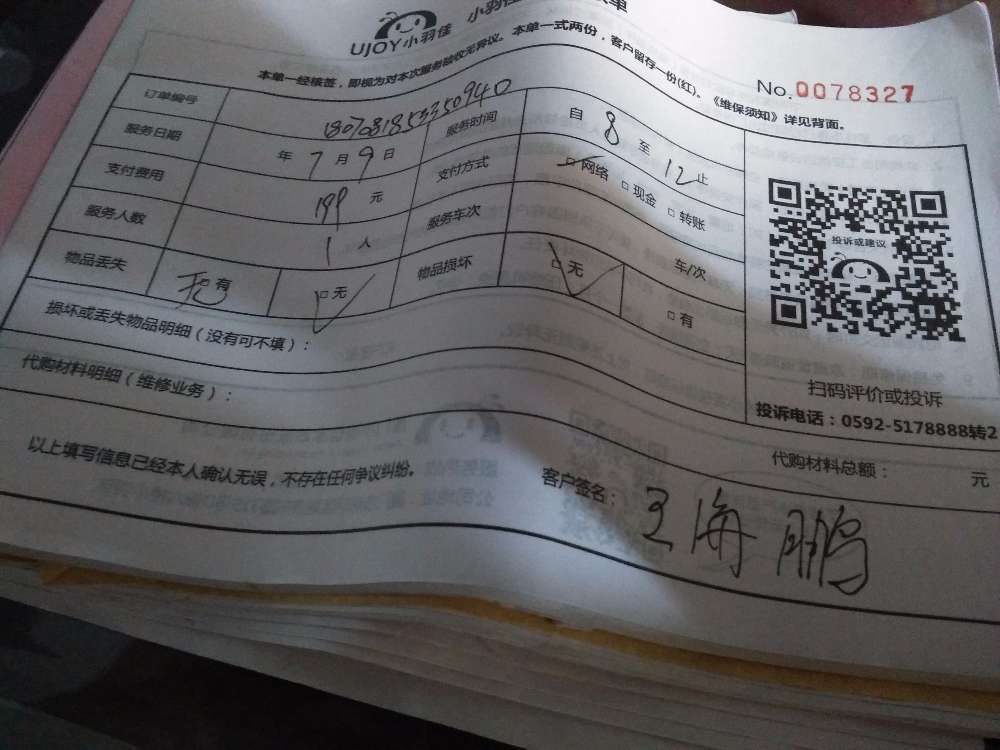 UJOY小羽佳 小羽佳 单
本单一经核签，即视为对本次服务验收无异议。本单一式两份，客户留存一份(红)。《维保须知》详见背面。
No.0078327
订单编号 1807081853350940
服务日期 年 7 月 9 日 服务时间 自 8 至 12 止
支付费用 199 元 支付方式 □网络 □现金 □转账
服务人数 1 人 服务车次 车/次
物品丢失 □有 □无 物品损坏 □无 □有
投诉或建议
扫码评价或投诉
投诉电话：0592-5178888转2
损坏或丢失物品明细（没有可不填）：
代购材料明细（维修业务）：
代购材料总额： 元
以上填写信息已经本人确认无误，不存在任何争议纠纷。
客户签名： 王海鹏